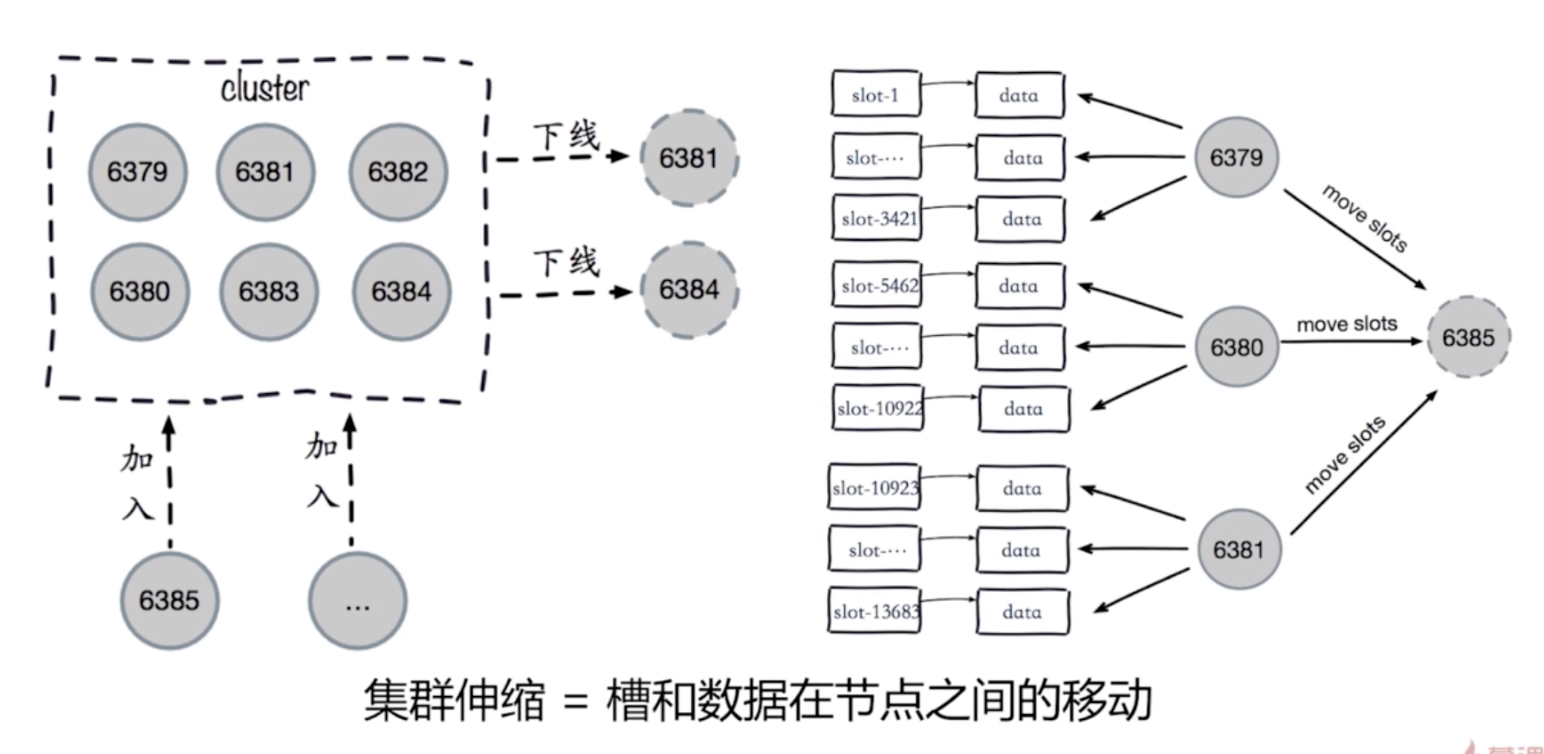 cluster
6379
6381
6382
6380
6383
6384
下线
6381
下线
6384
加入
加入
6385
...
slot-1
data
slot-...
data
slot-3421
data
6379
move slots
slot-5462
data
slot-...
data
slot-10922
data
6380
move slots
6385
slot-10923
data
slot-...
data
slot-13683
data
6381
move slots
集群伸缩 = 槽和数据在节点之间的移动